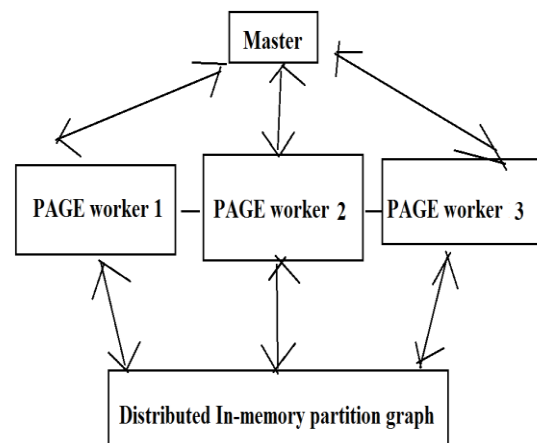 Master
PAGE worker 1
PAGE worker 2
PAGE worker 3
Distributed In-memory partition graph